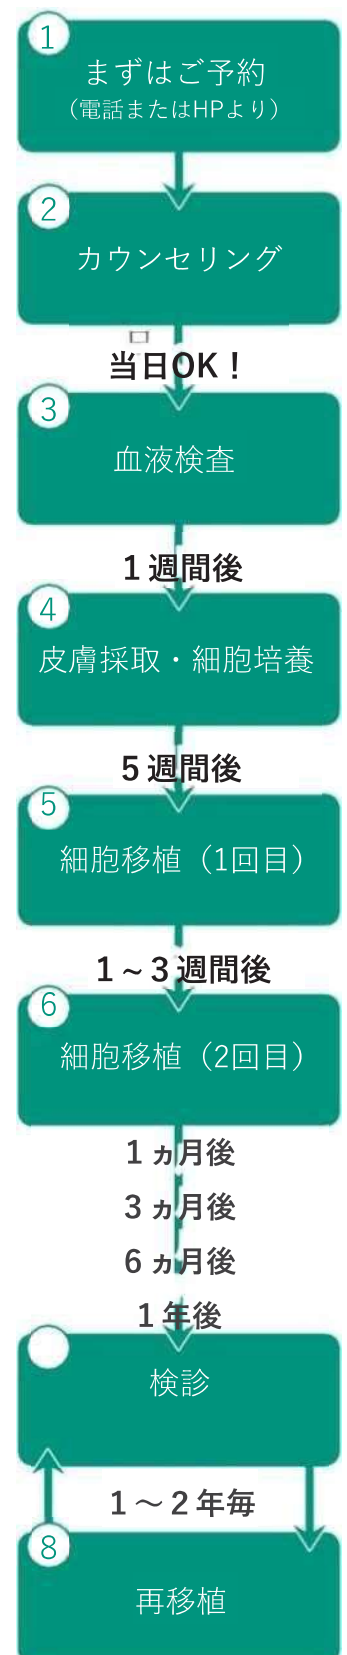 1
まずはご予約
（電話またはHPより）
2
カウンセリング
当日OK！
3
血液検査
1週間後
4
皮膚採取・細胞培養
5週間後
5
細胞移植（1回目）
1~3週間後
6
細胞移植（2回目）
1ヵ月後
3ヵ月後
6ヵ月後
1年後
検診
1～2年毎
8
再移植